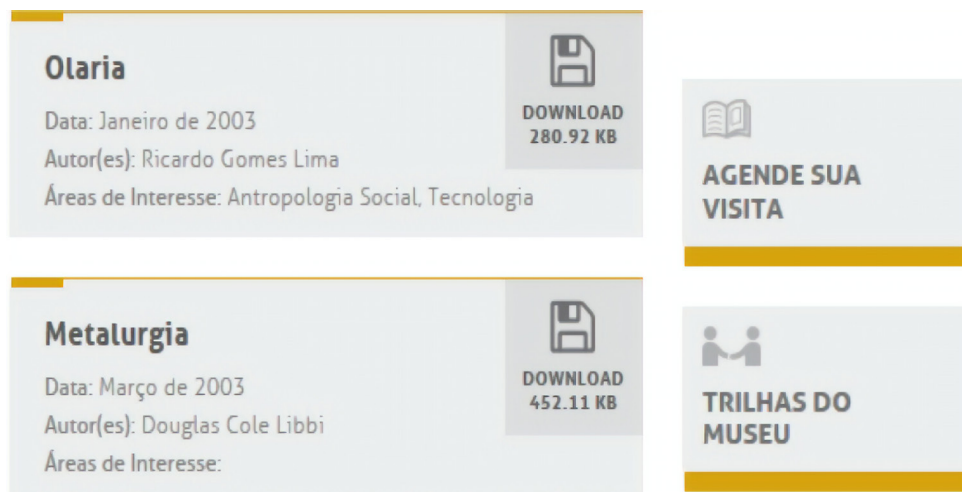 Olaria
Data: Janeiro de 2003
Autor(es): Ricardo Gomes Lima
Áreas de Interesse: Antropologia Social, Tecnologia
DOWNLOAD
280.92 KB
Metalurgia
Data: Março de 2003
Autor(es): Douglas Cole Libbi
Áreas de Interesse:
DOWNLOAD
452.11 KB
AGENDE SUA
VISITA
TRILHAS DO
MUSEU